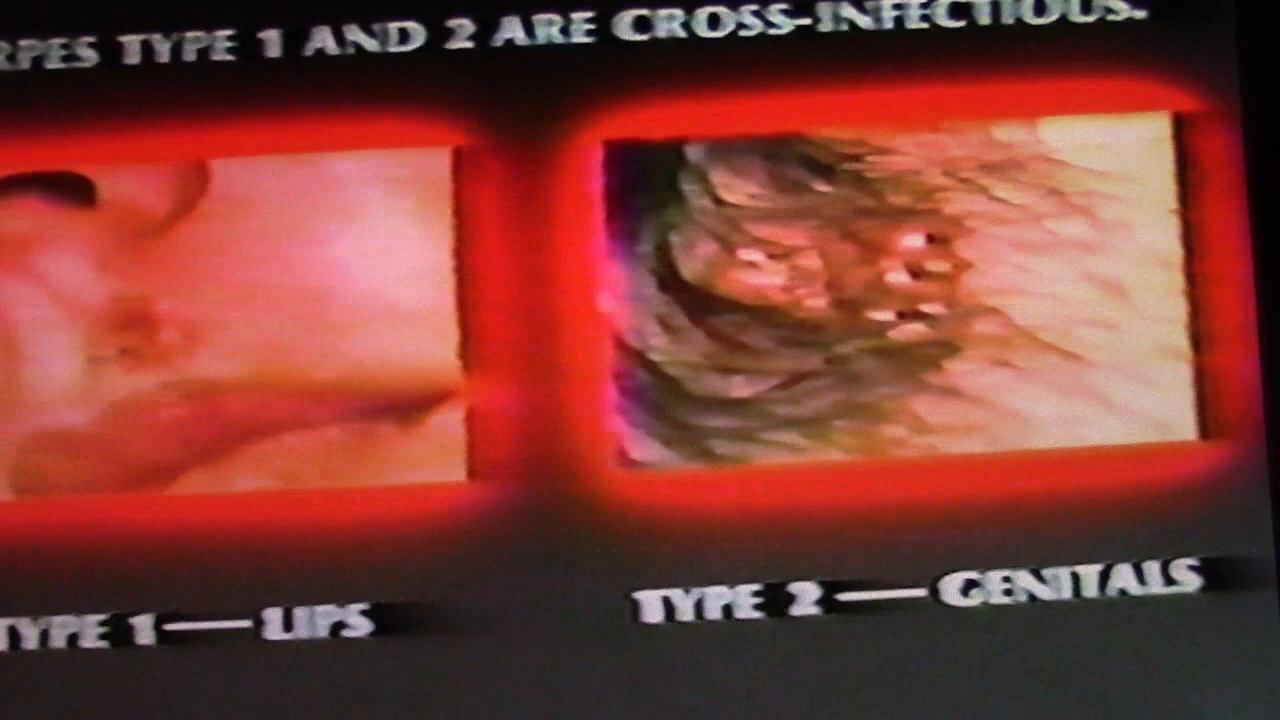 RPES TYPE 1 AND 2 ARE CROSS-INFECTIOUS.
TYPE 1—LIPS
TYPE 2—GENITALS